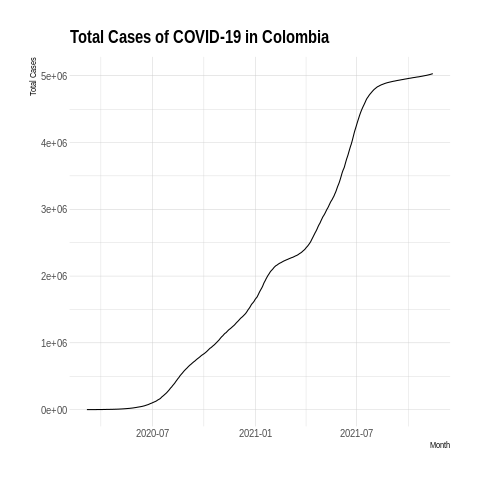 Total Cases of COVID-19 in Colombia
Total Cases
5e+06
4e+06
3e+06
2e+06
1e+06
0e+00
2020-07 2021-01 2021-07
Month